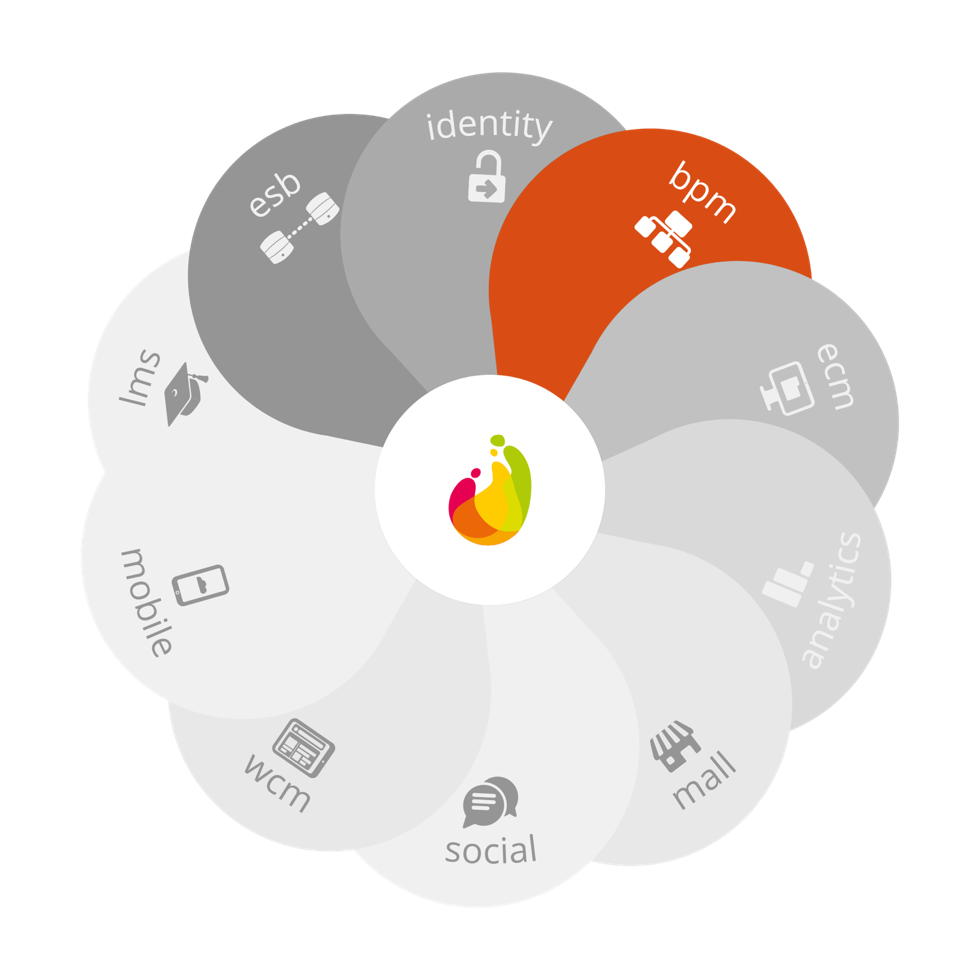 identity
bpm
ecm
analytics
mall
social
wcm
mobile
lms
esb